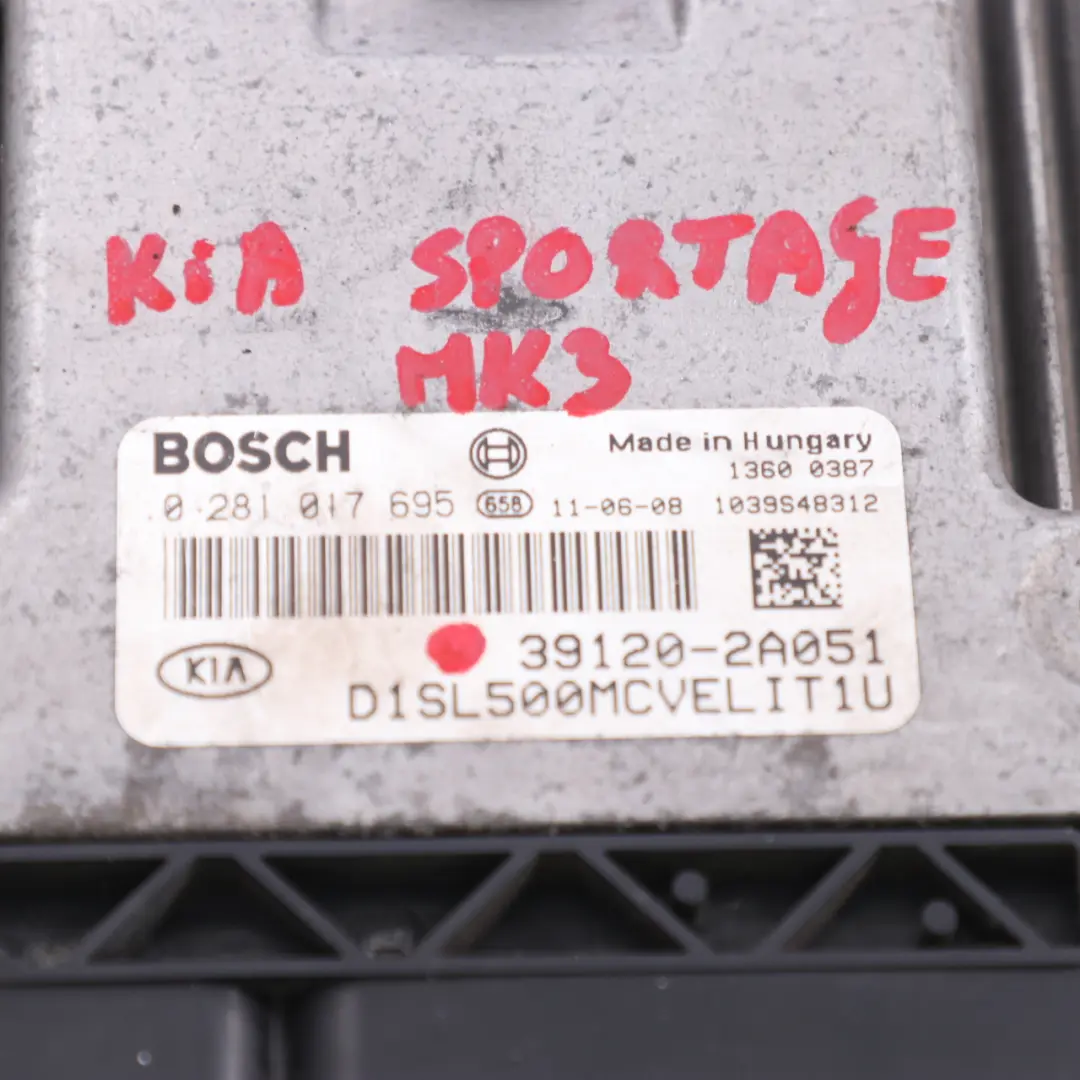 KiA SPORTAGE
MK3
BOSCH Made in Hungary
1360 0387
0 281 017 695 658 11-06-08 1039S48312
KIA 39120-2A051
D1SL500MCVELIT1U